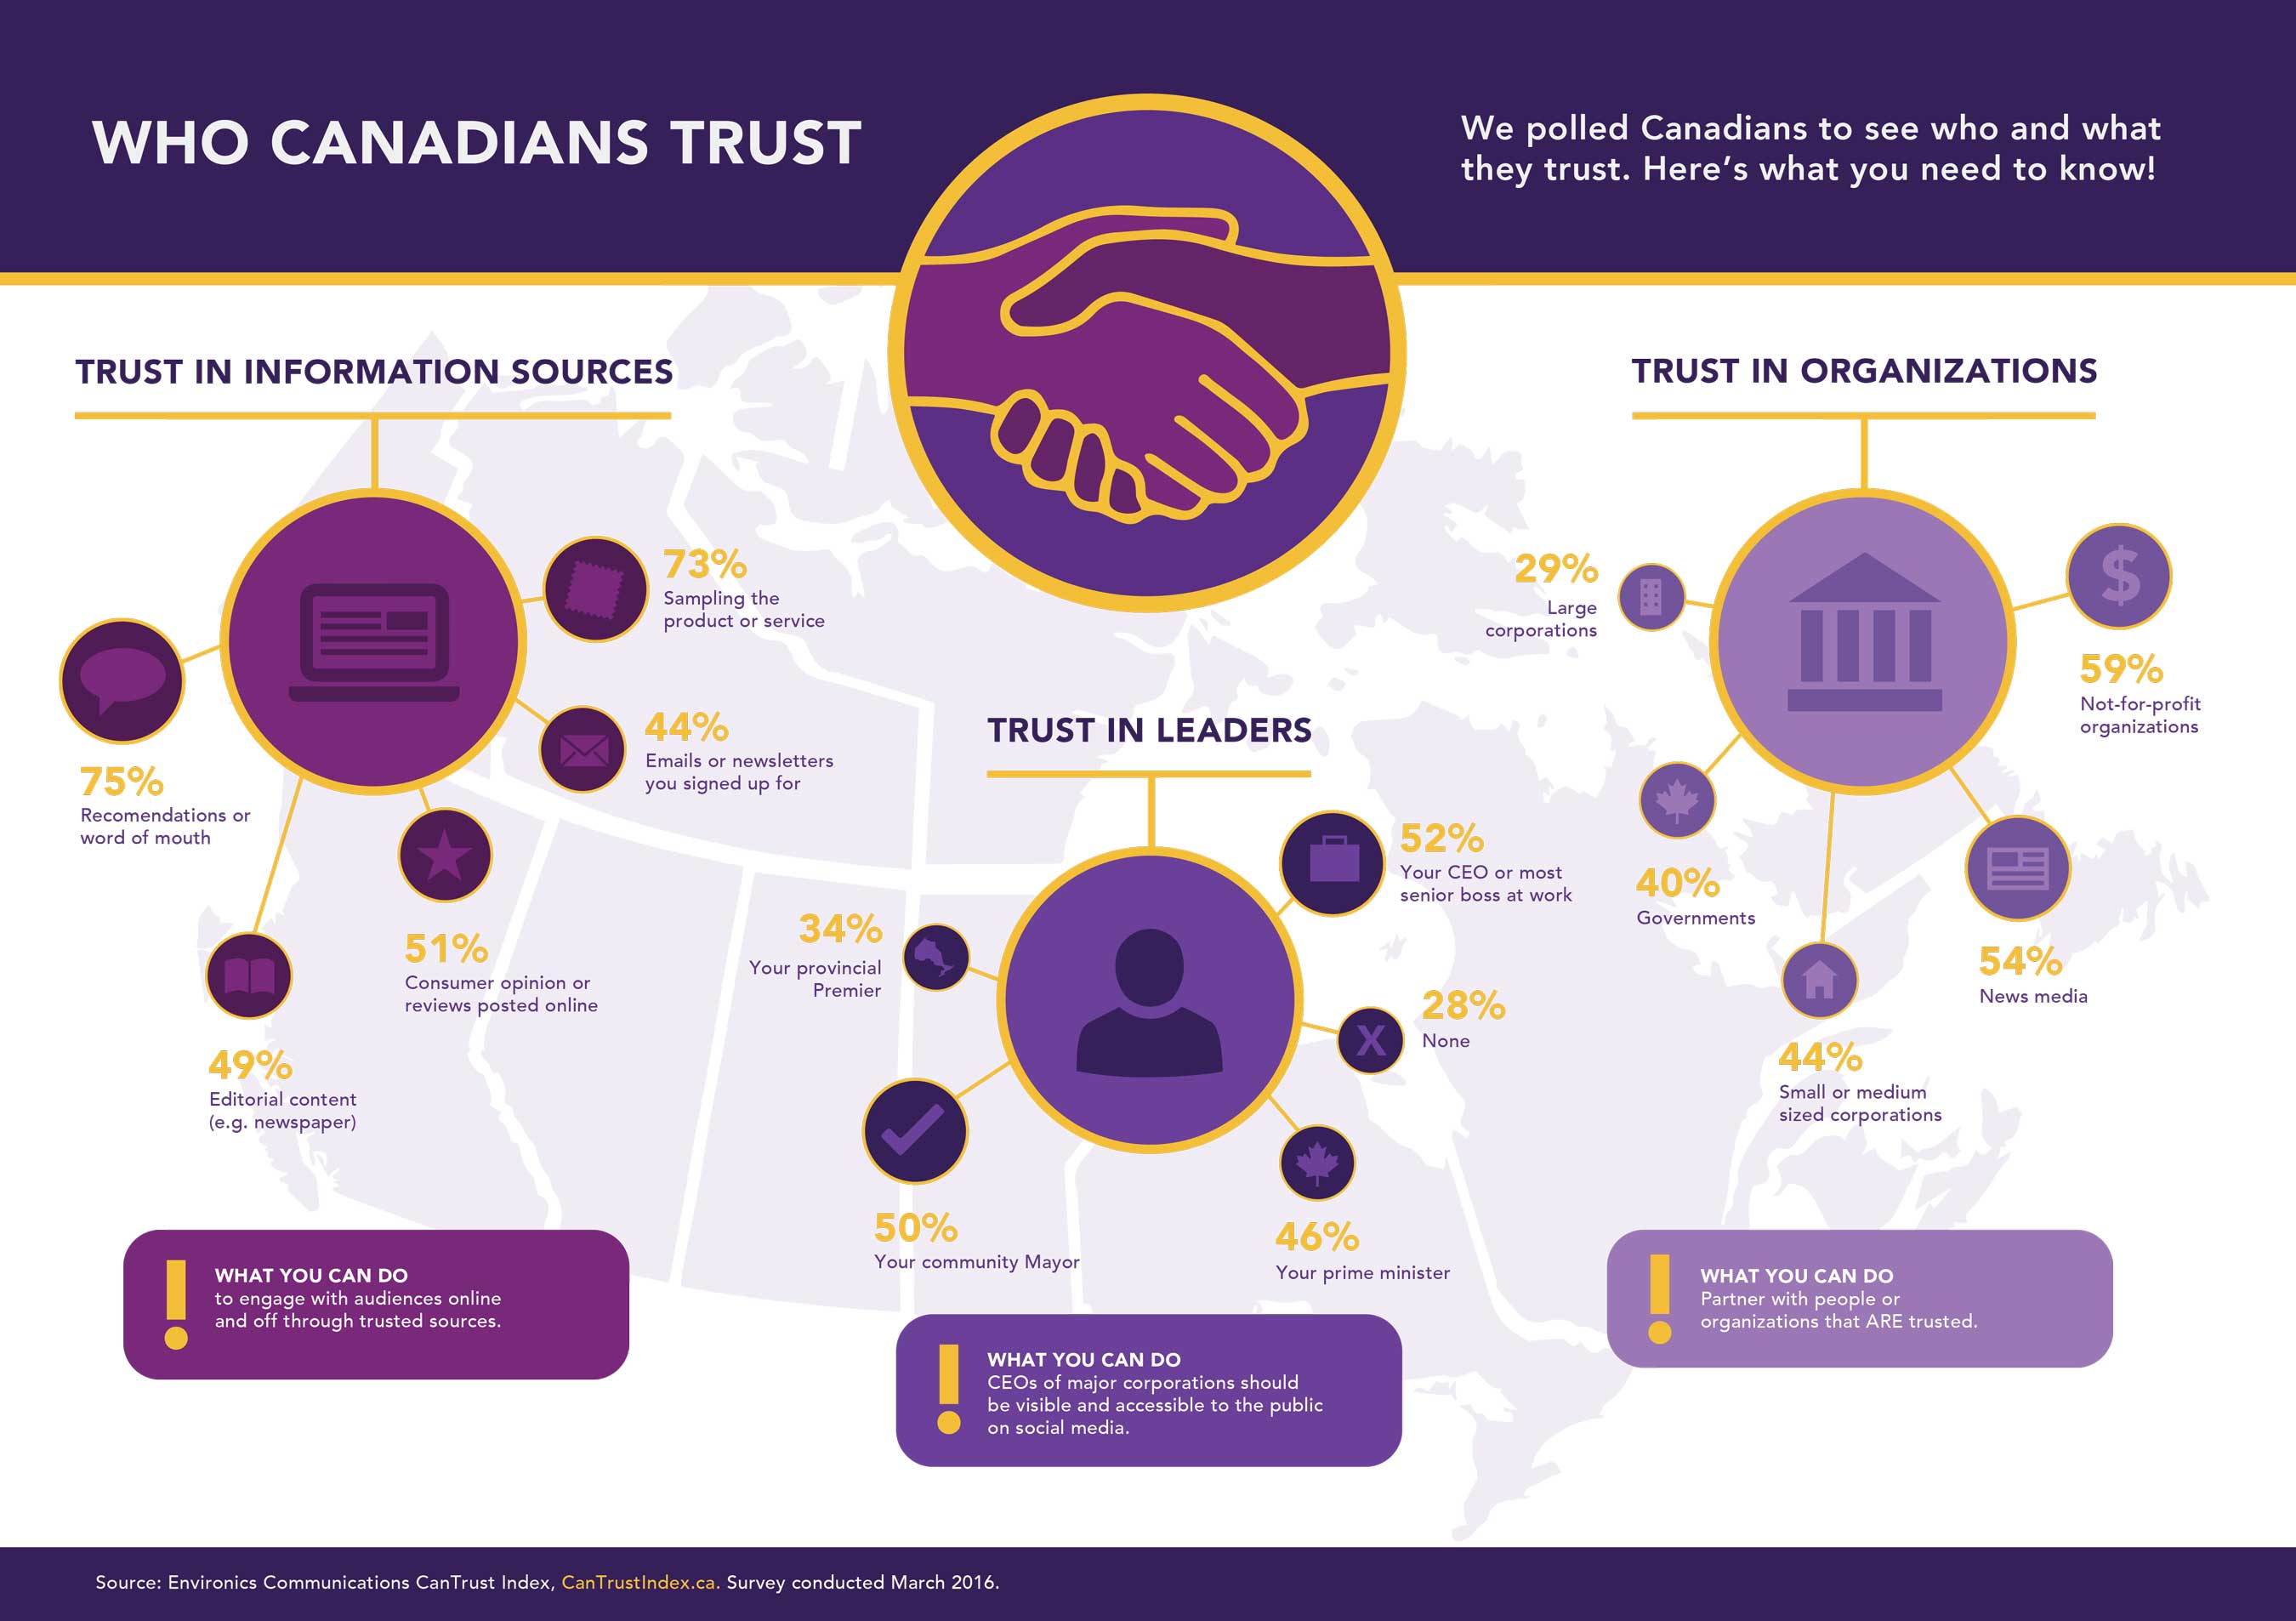 WHO CANADIANS TRUST
We polled Canadians to see who and what
they trust. Here's what you need to know!
TRUST IN INFORMATION SOURCES
73%
Sampling the
product or service
44%
Emails or newsletters
you signed up for
75%
Recomendations or
word of mouth
51%
Consumer opinion or
reviews posted online
49%
Editorial content
(e.g. newspaper)
WHAT YOU CAN DO
to engage with audiences online
and off through trusted sources.
TRUST IN LEADERS
52%
Your CEO or most
senior boss at work
34%
Your provincial
Premier
X
28%
None
50%
Your community Mayor
46%
Your prime minister
WHAT YOU CAN DO
CEOs of major corporations should
be visible and accessible to the public
on social media.
TRUST IN ORGANIZATIONS
29%
Large
corporations
$
59%
Not-for-profit
organizations
40%
Governments
54%
News media
44%
Small or medium
sized corporations
WHAT YOU CAN DO
Partner with people or
organizations that ARE trusted.
Source: Environics Communications CanTrust Index, CanTrustIndex.ca. Survey conducted March 2016.